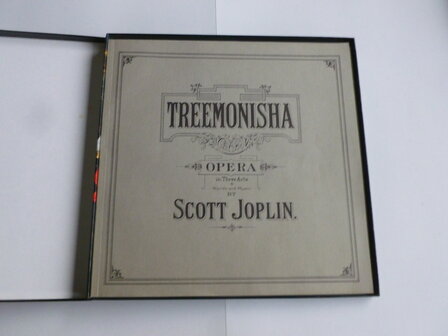 TREEMONISHA
OPERA
in Three Acts
Words and Music
BY
SCOTT JOPLIN.